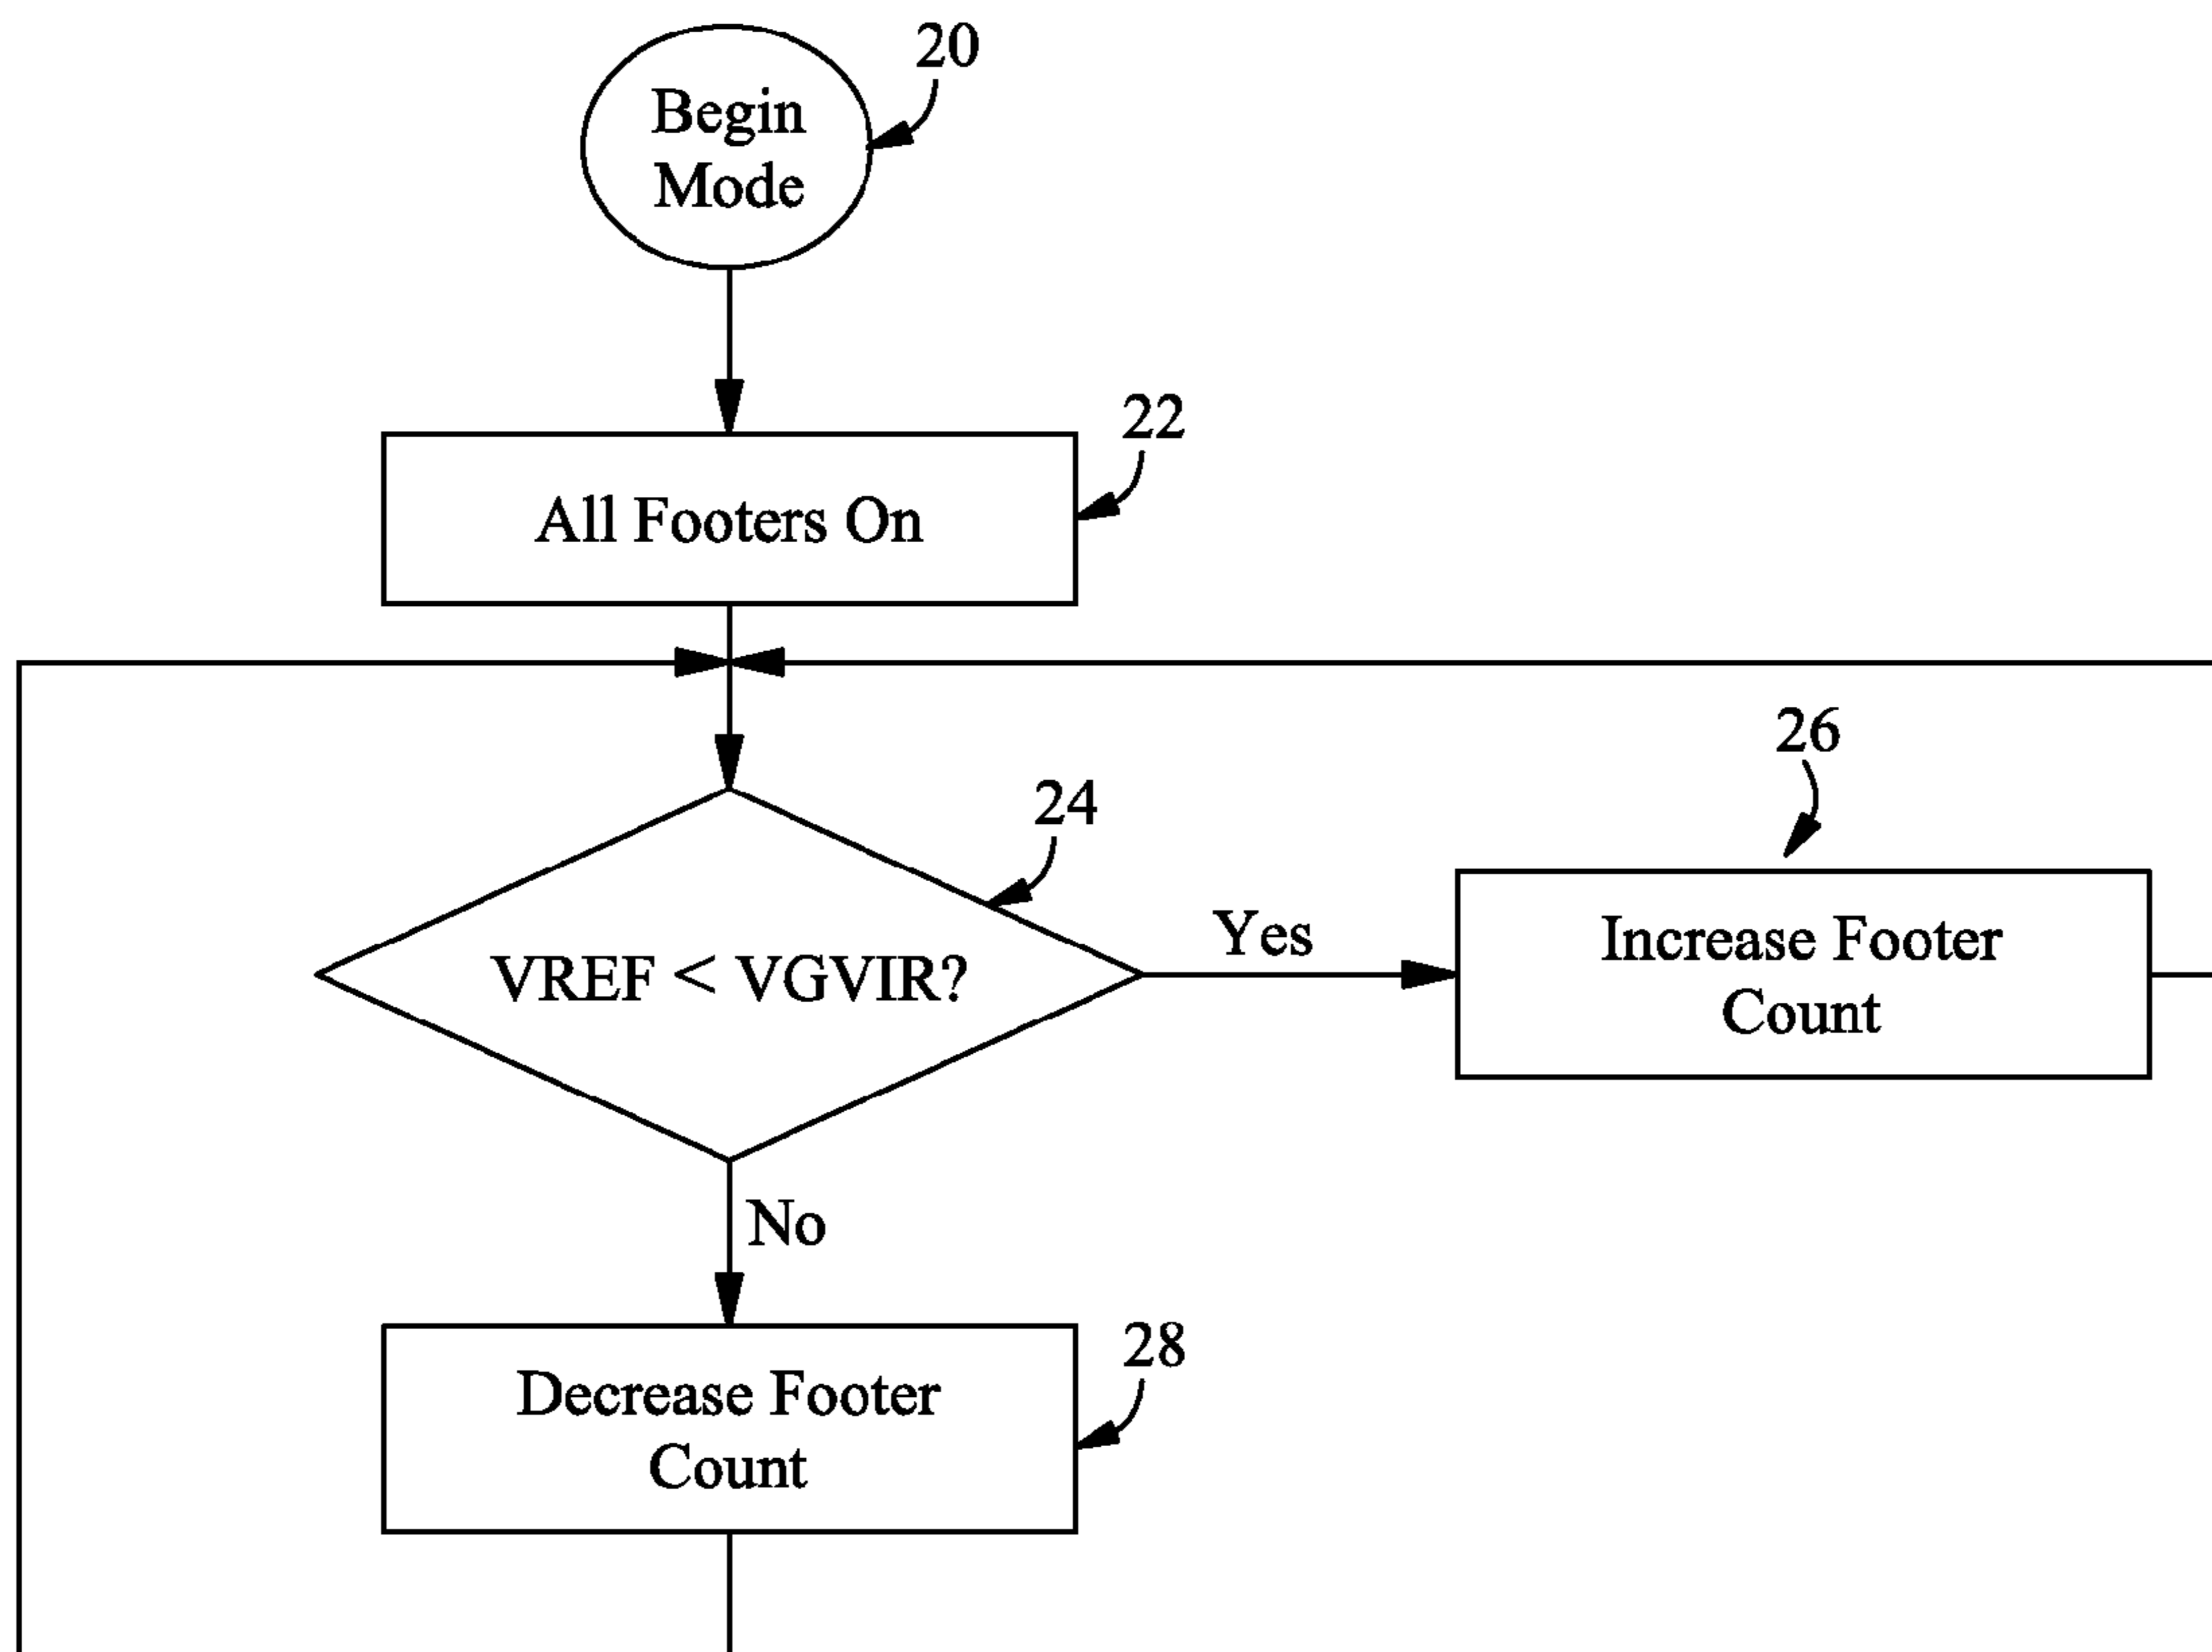 20
Begin
Mode
22
All Footers On
26
24
Yes
VREF < VGVIR?
Increase Footer
Count
No
28
Decrease Footer
Count